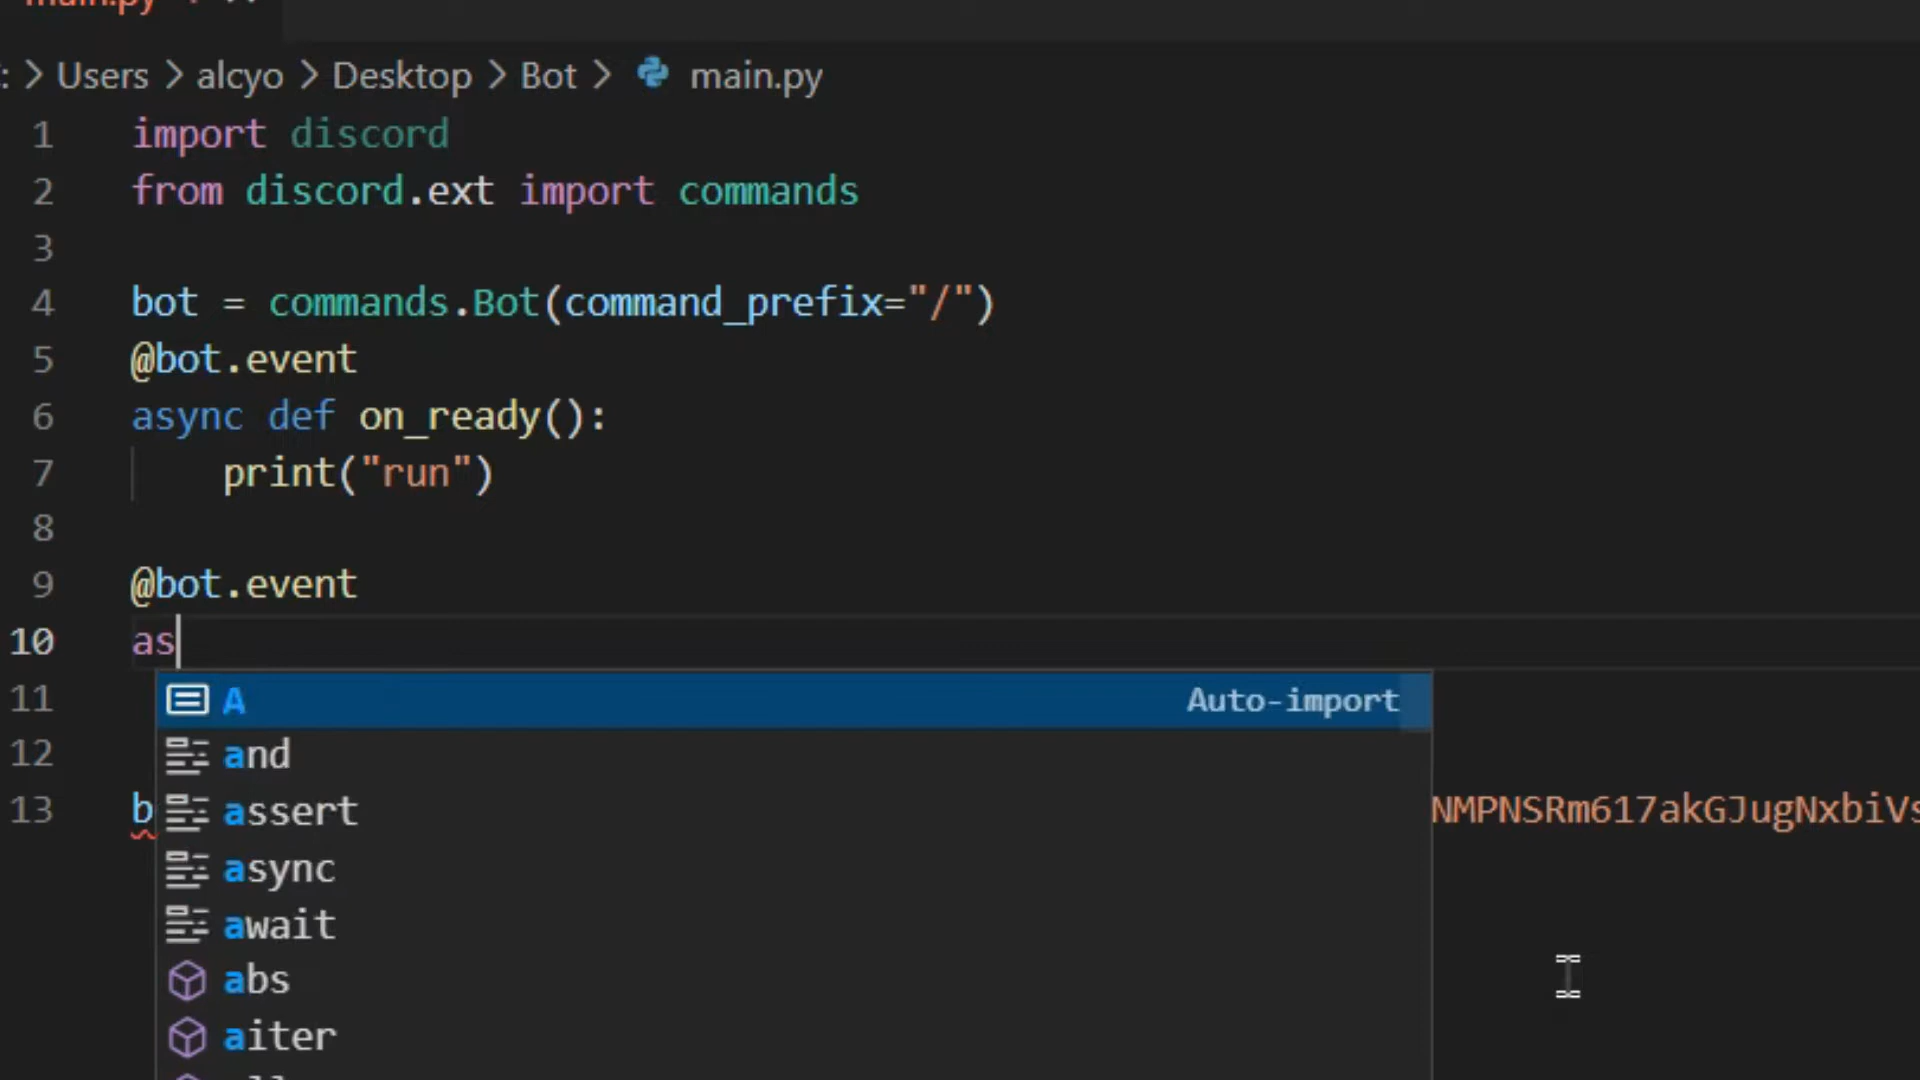 main.py
: > Users > alcyo > Desktop > Bot > main.py
1 import discord
2 from discord.ext import commands
3
4 bot = commands.Bot(command_prefix="/")
5 @bot.event
6 async def on_ready():
7 print("run")
8
9 @bot.event
10 as
A Auto-import
11
and
12
13 b NMPNSRm617akGJugNxbiVs
assert
async
await
abs
aiter